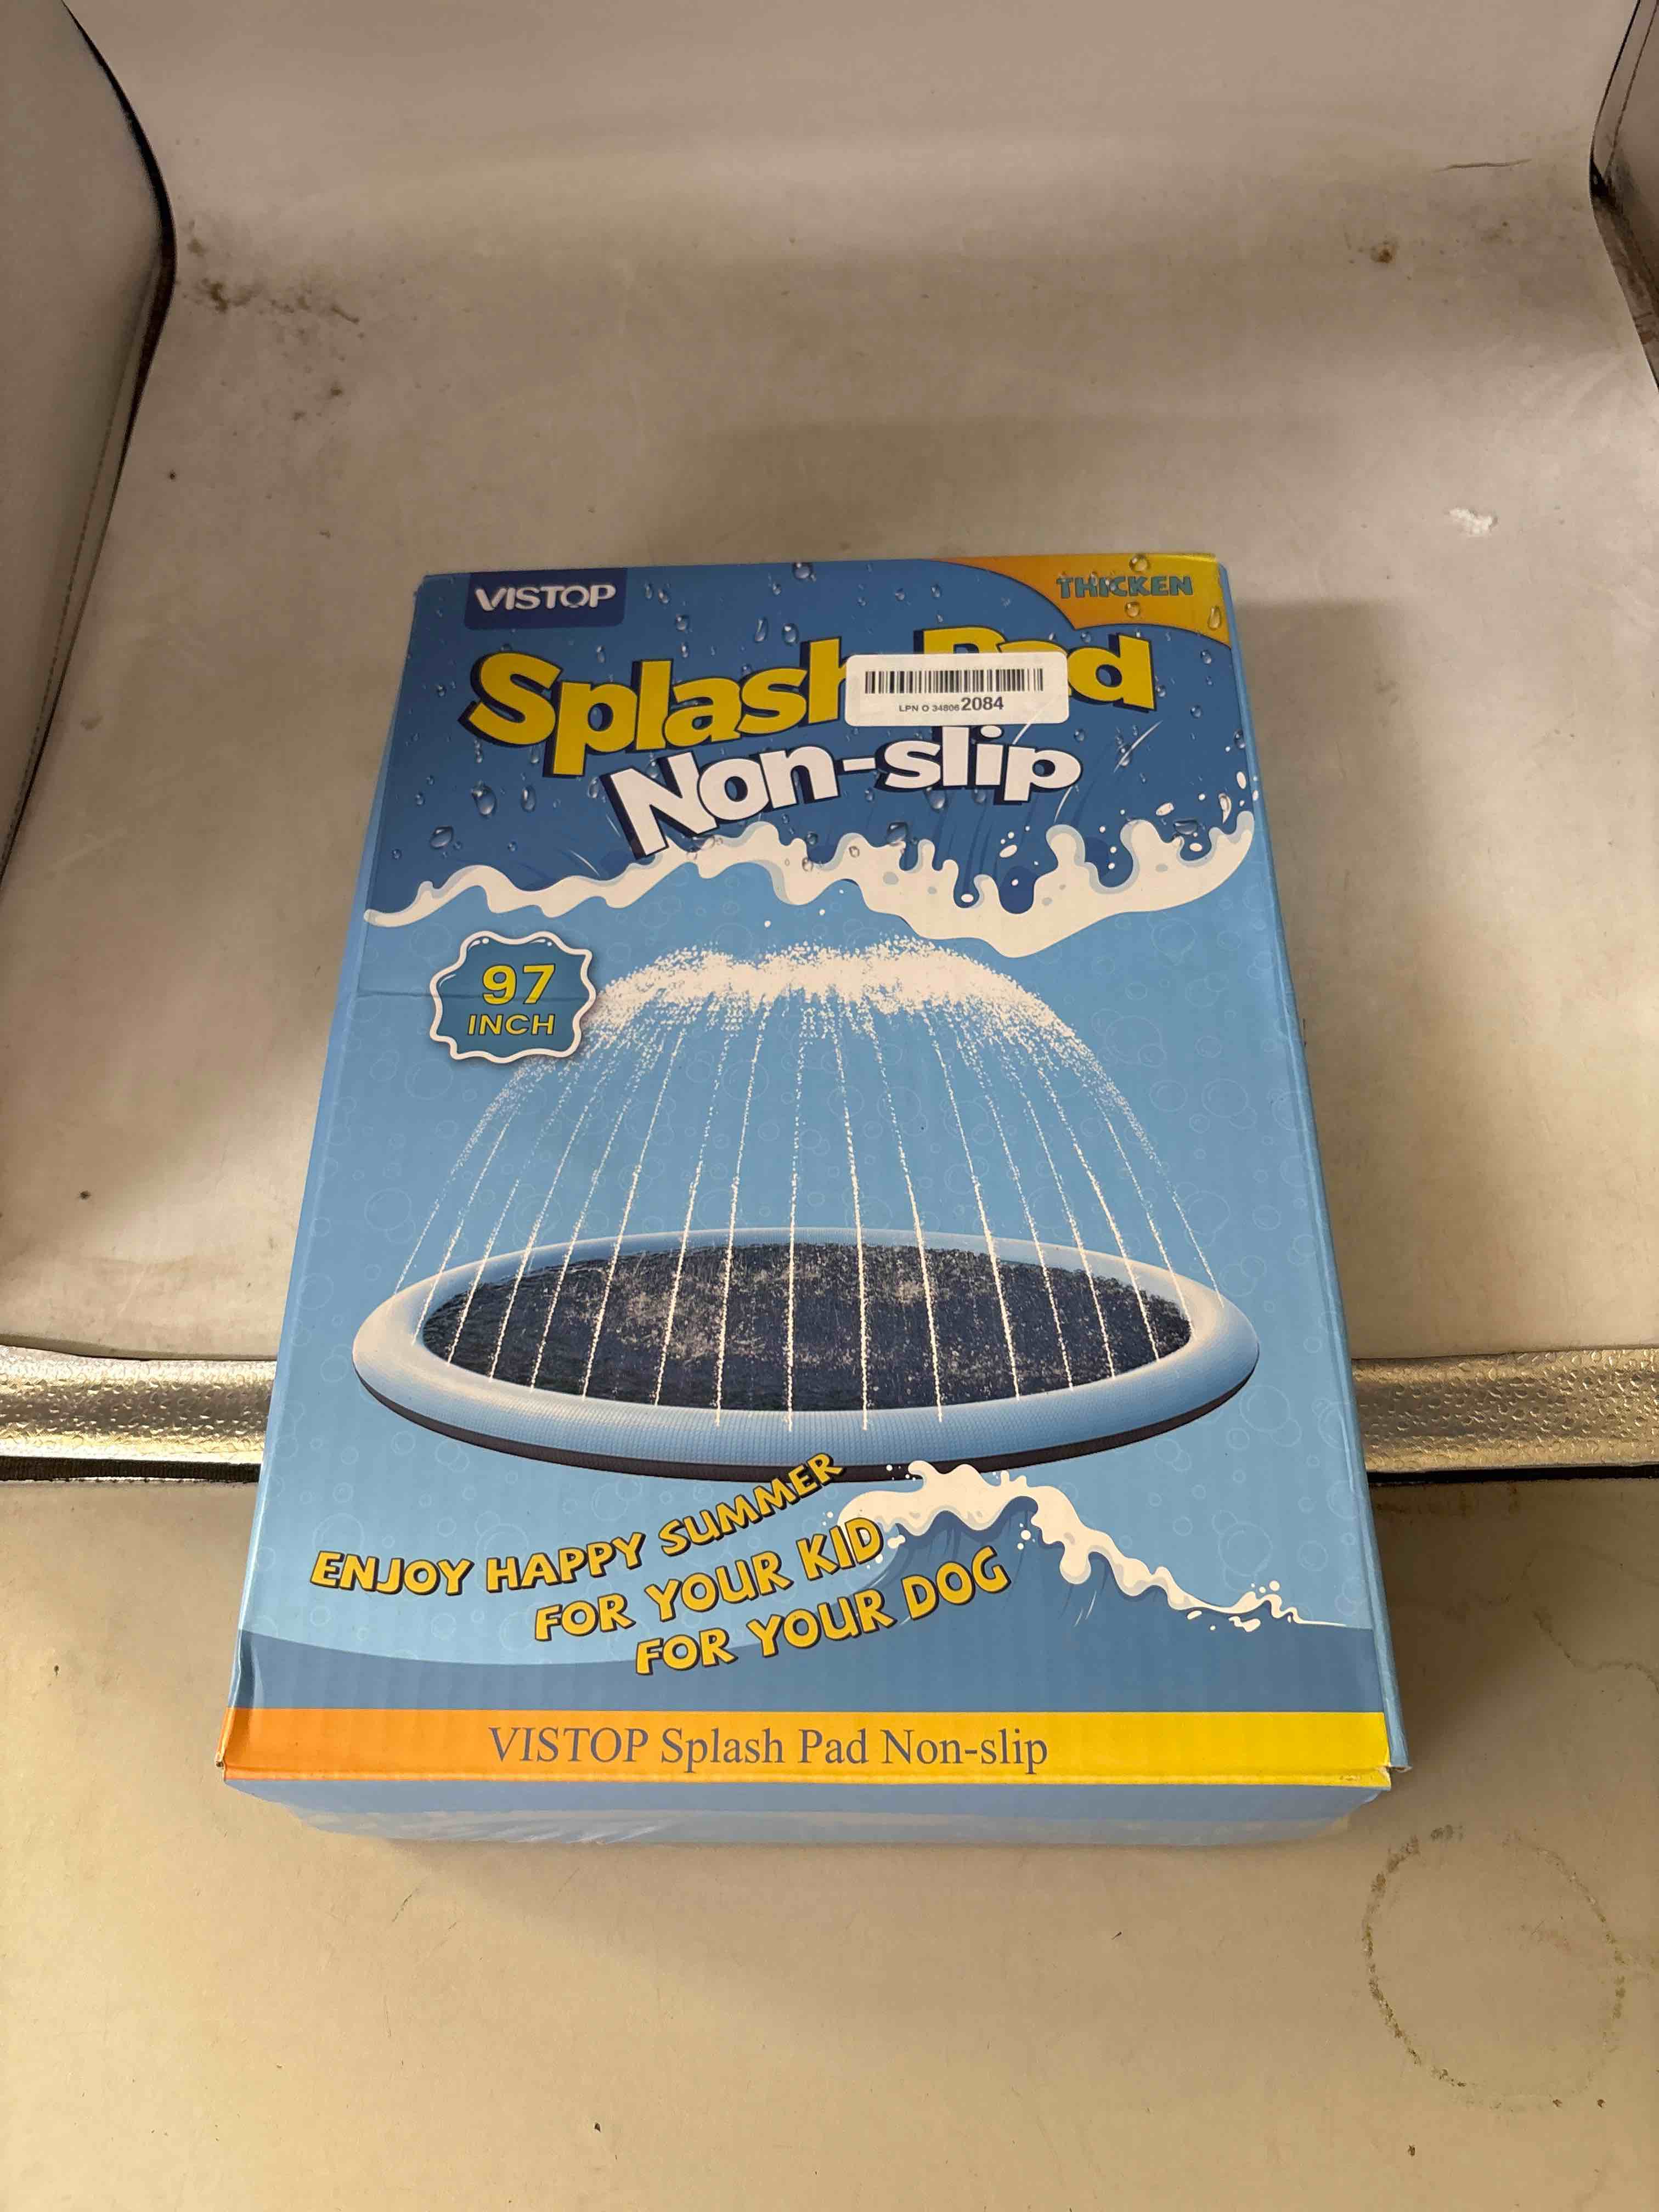 VISTOP
THICKEN
Splash Pad
LPN O 34806 2084
Non-slip
97
INCH
ENJOY HAPPY SUMMER
FOR YOUR KID
FOR YOUR DOG
VISTOP Splash Pad Non-slip